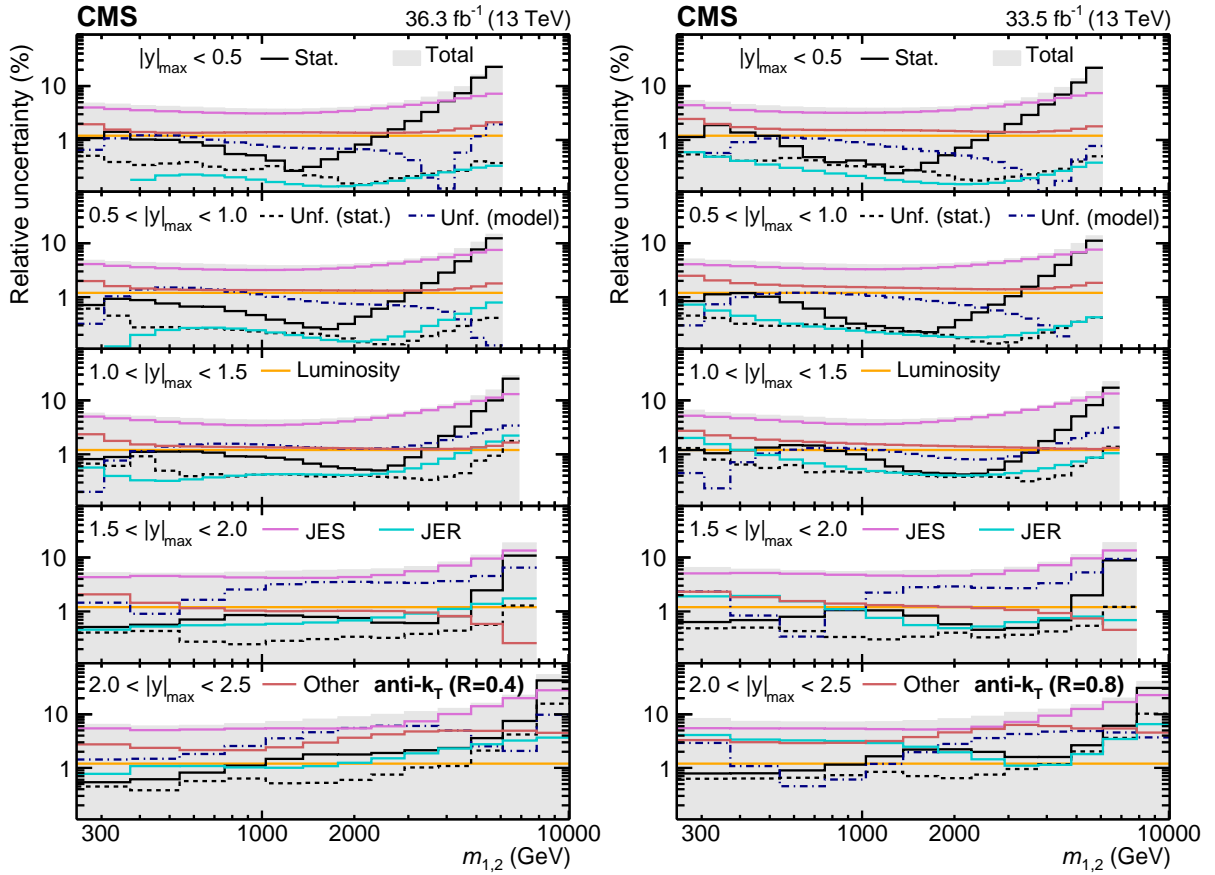 CMS 36.3 fb⁻¹ (13 TeV)
Relative uncertainty (%)
|y|max < 0.5 Stat. Total
10
1
0.5 < |y|max < 1.0 Unf. (stat.) Unf. (model)
Relative uncertainty (%)
10
1
1.0 < |y|max < 1.5 Luminosity
10
1
1.5 < |y|max < 2.0 JES JER
10
1
2.0 < |y|max < 2.5 Other anti-kT (R=0.4)
10
1
300 1000 2000 10000
m1,2 (GeV)
CMS 33.5 fb⁻¹ (13 TeV)
Relative uncertainty (%)
|y|max < 0.5 Stat. Total
10
1
0.5 < |y|max < 1.0 Unf. (stat.) Unf. (model)
Relative uncertainty (%)
10
1
1.0 < |y|max < 1.5 Luminosity
10
1
1.5 < |y|max < 2.0 JES JER
10
1
2.0 < |y|max < 2.5 Other anti-kT (R=0.8)
10
1
300 1000 2000 10000
m1,2 (GeV)